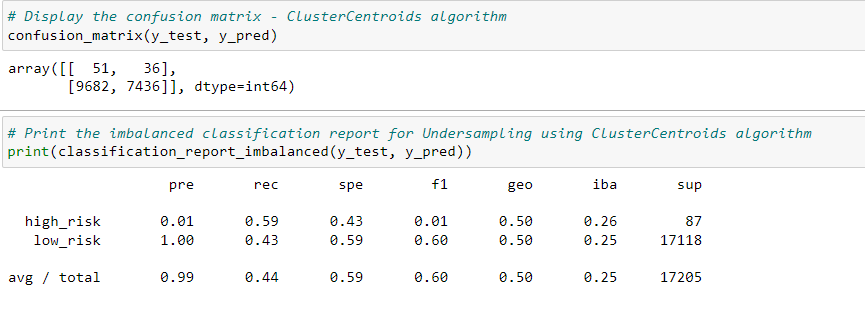 # Display the confusion matrix - ClusterCentroids algorithm
confusion_matrix(y_test, y_pred)
array([[  51,   36],
       [9682, 7436]], dtype=int64)
# Print the imbalanced classification report for Undersampling using ClusterCentroids algorithm
print(classification_report_imbalanced(y_test, y_pred))
                   pre       rec       spe        f1       geo       iba       sup
  high_risk       0.01      0.59      0.43      0.01      0.50      0.26        87
   low_risk       1.00      0.43      0.59      0.60      0.50      0.25     17118
avg / total       0.99      0.44      0.59      0.60      0.50      0.25     17205